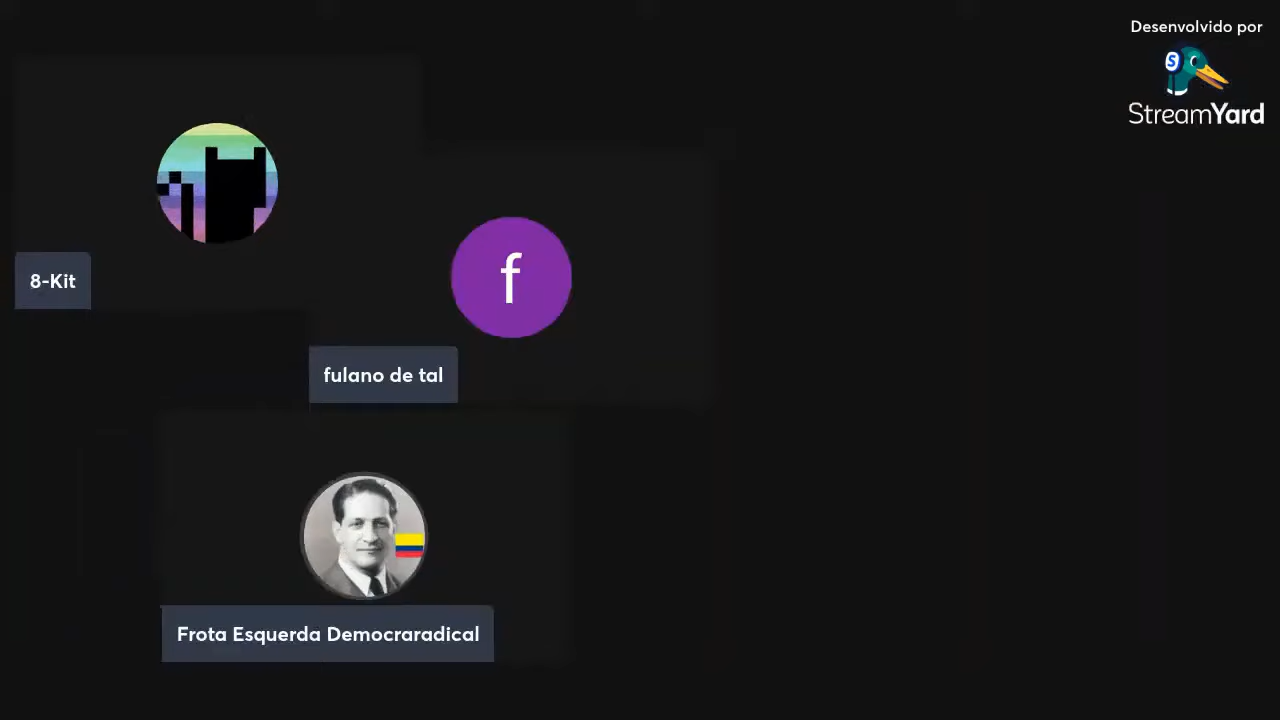 Desenvolvido por
StreamYard
8-Kit
f
fulano de tal
Frota Esquerda Democraradical